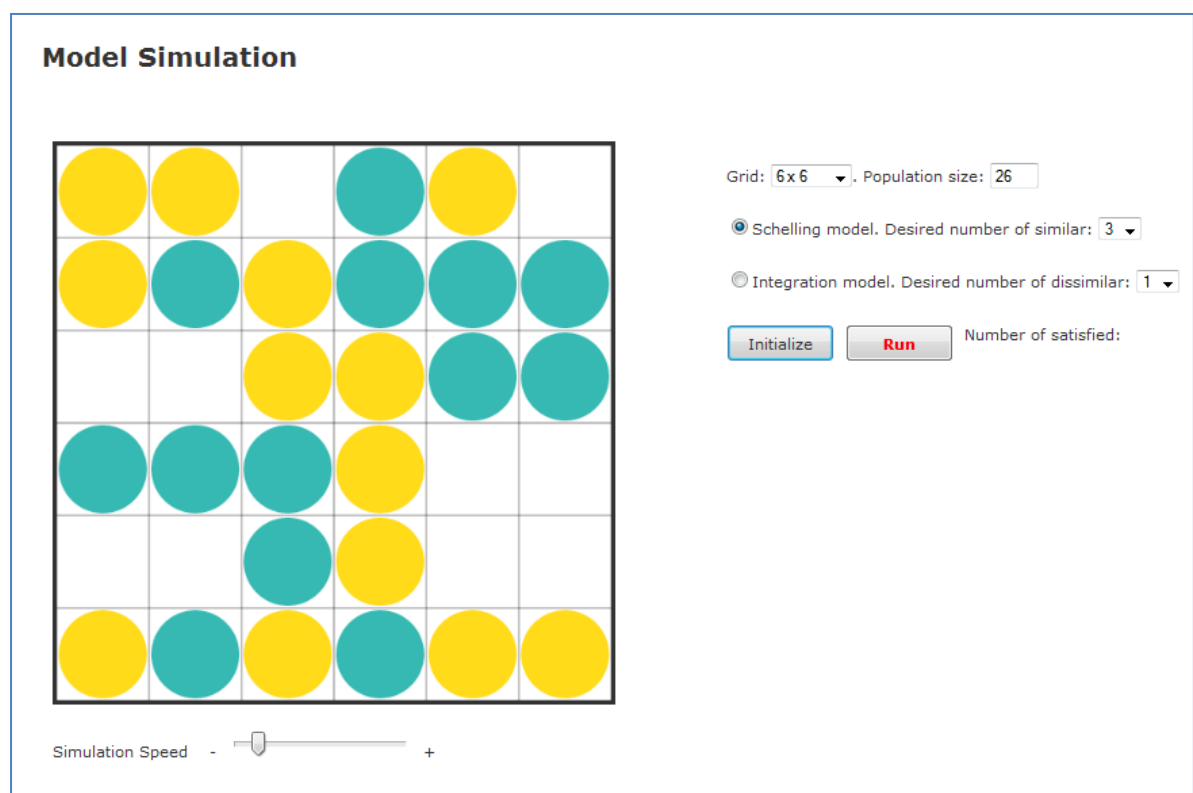 Model Simulation
Grid: 6 x 6 . Population size: 26
Schelling model. Desired number of similar: 3
Integration model. Desired number of dissimilar: 1
Initialize Run Number of satisfied:
Simulation Speed - +